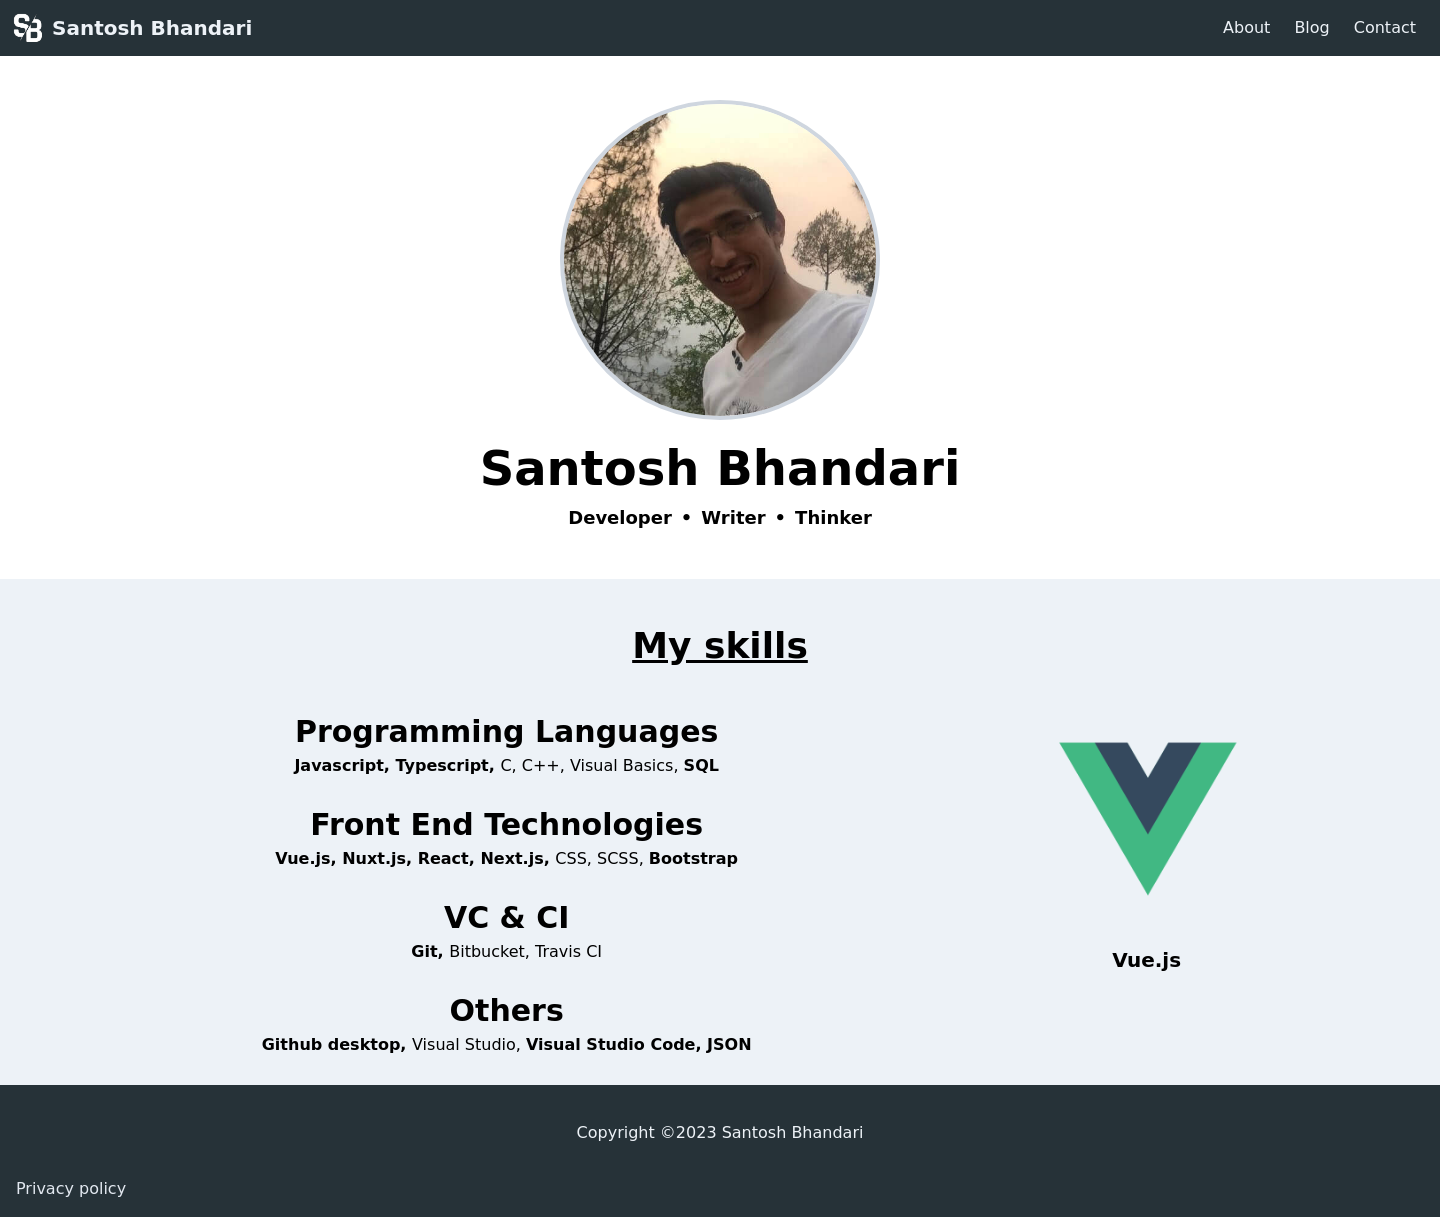 SB Santosh Bhandari
About Blog Contact
Santosh Bhandari
Developer • Writer • Thinker
My skills
Programming Languages
Javascript, Typescript, C, C++, Visual Basics, SQL
Front End Technologies
Vue.js, Nuxt.js, React, Next.js, CSS, SCSS, Bootstrap
VC & CI
Git, Bitbucket, Travis CI
Others
Github desktop, Visual Studio, Visual Studio Code, JSON
Vue.js
Copyright ©2023 Santosh Bhandari
Privacy policy